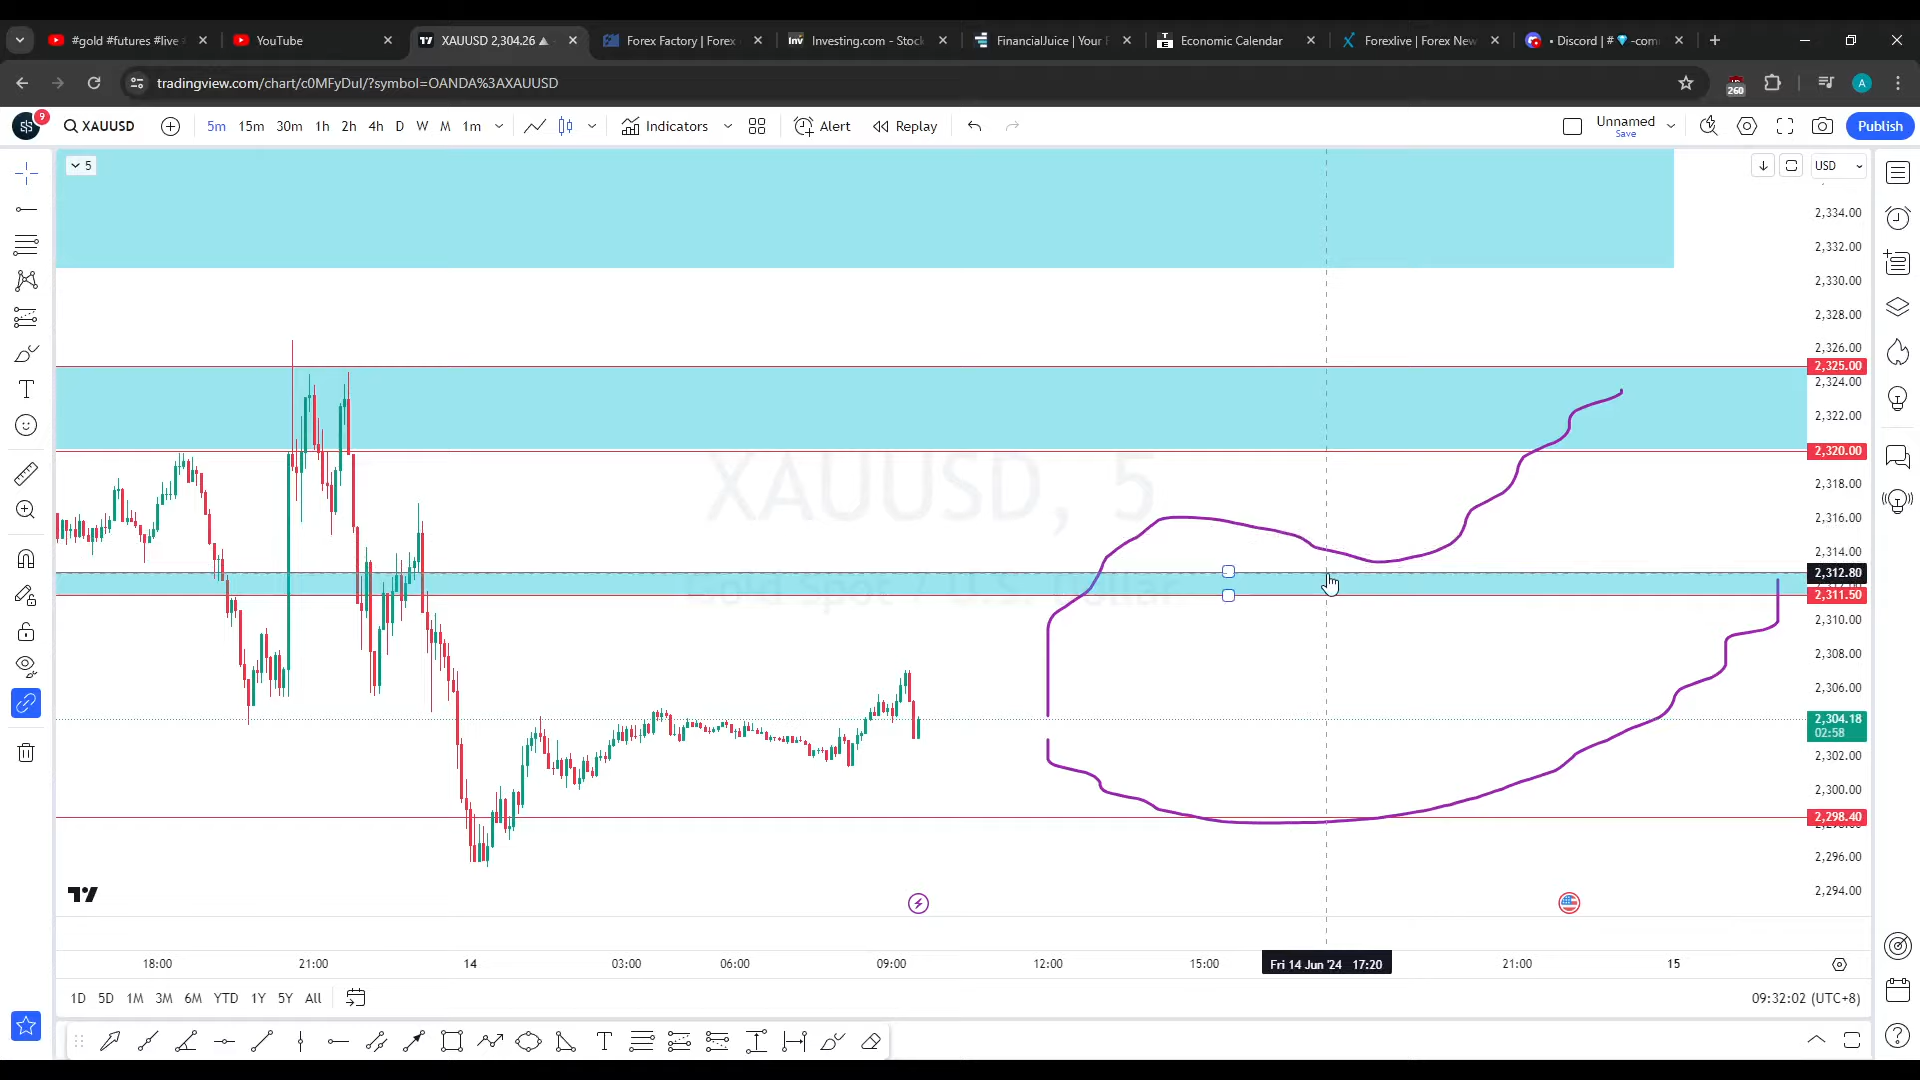 #gold #futures #live
YouTube
XAUUSD 2,304.26
Forex Factory | Forex
Investing.com - Stock
FinancialJuice | Your F
Economic Calendar
Forexlive | Forex New
• Discord | # 💎 -com
tradingview.com/chart/c0MFyDuI/?symbol=OANDA%3AXAUUSD
260
A
9
XAUUSD
5m 15m 30m 1h 2h 4h D W M 1m
Indicators
Alert
Replay
Unnamed
Save
Publish
5
USD
2,334.00
2,332.00
2,330.00
2,328.00
2,326.00
2,325.00
2,324.00
2,322.00
2,320.00
2,318.00
2,316.00
2,314.00
2,312.80
2,311.50
2,310.00
2,308.00
2,306.00
2,304.18
02:58
2,302.00
2,300.00
2,298.40
2,296.00
2,294.00
XAUUSD, 5
Gold Spot / U.S. Dollar
18:00 21:00 14 03:00 06:00 09:00 12:00 15:00 Fri 14 Jun '24 17:20 21:00 15
1D 5D 1M 3M 6M YTD 1Y 5Y All
09:32:02 (UTC+8)